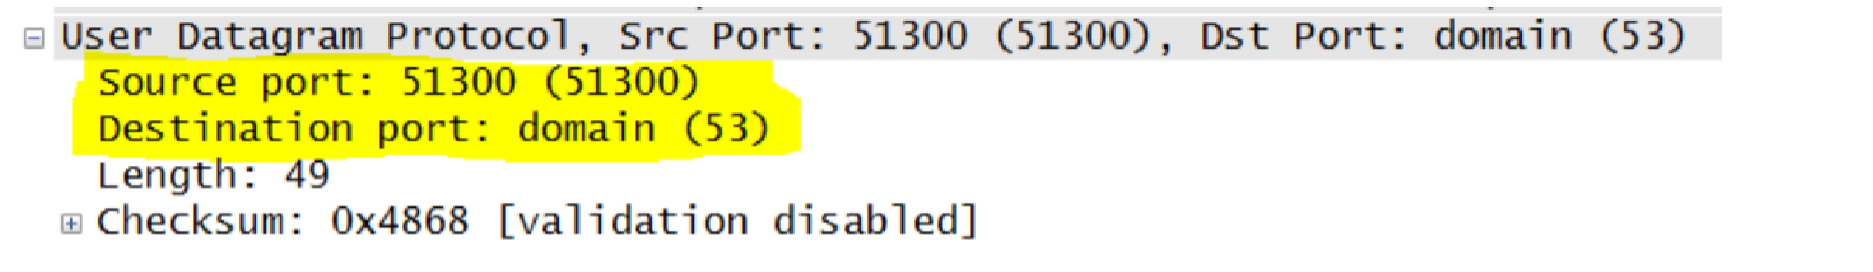 User Datagram Protocol, Src Port: 51300 (51300), Dst Port: domain (53)
Source port: 51300 (51300)
Destination port: domain (53)
Length: 49
Checksum: 0x4868 [validation disabled]